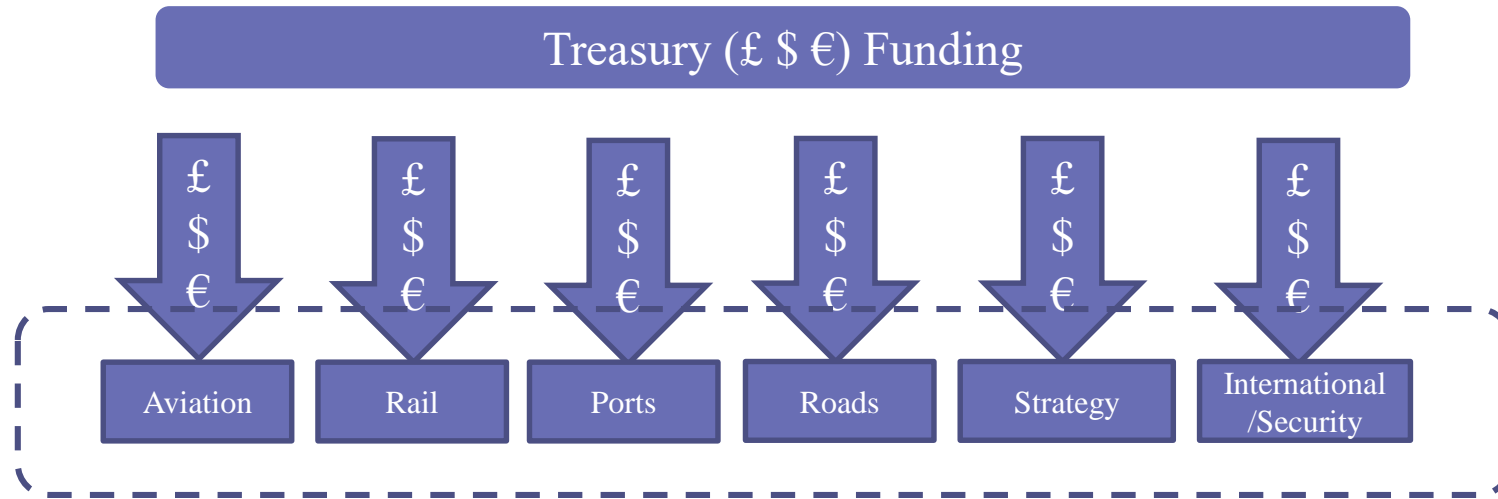 Treasury (£ $ €) Funding
£
$
€
£
$
€
£
$
€
£
$
€
£
$
€
£
$
€
Aviation
Rail
Ports
Roads
Strategy
International
/Security